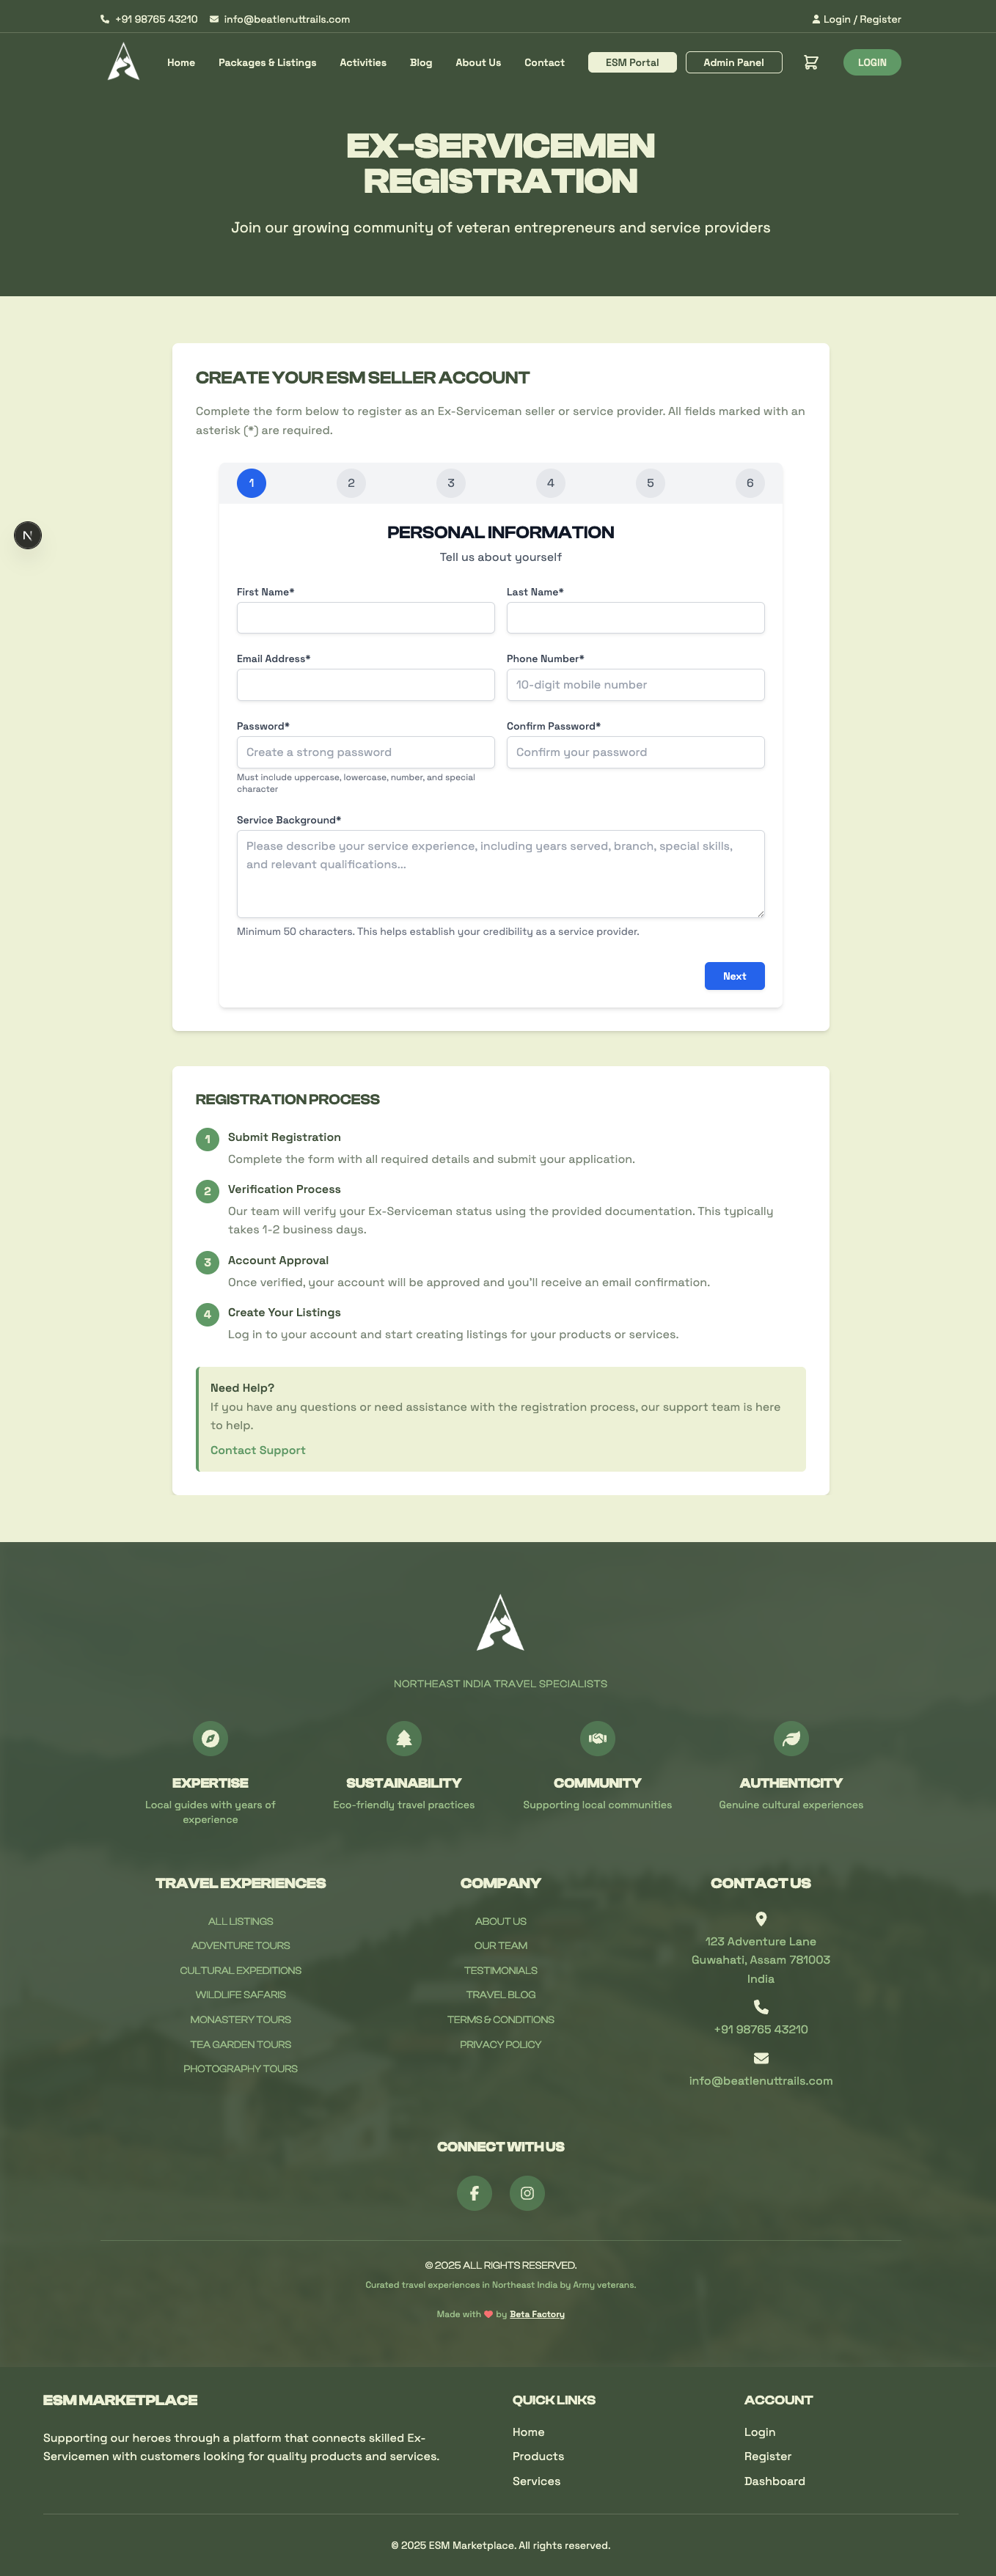 +91 98765 43210 info@beatlenuttrails.com Login / Register
Home Packages & Listings Activities Blog About Us Contact ESM Portal Admin Panel LOGIN
EX-SERVICEMEN
REGISTRATION
Join our growing community of veteran entrepreneurs and service providers
CREATE YOUR ESM SELLER ACCOUNT
Complete the form below to register as an Ex-Serviceman seller or service provider. All fields marked with an
asterisk (*) are required.
1 2 3 4 5 6
N
PERSONAL INFORMATION
Tell us about yourself
First Name* Last Name*
Email Address* Phone Number*
10-digit mobile number
Password* Confirm Password*
Create a strong password Confirm your password
Must include uppercase, lowercase, number, and special
character
Service Background*
Please describe your service experience, including years served, branch, special skills,
and relevant qualifications...
Minimum 50 characters. This helps establish your credibility as a service provider.
Next
REGISTRATION PROCESS
1 Submit Registration
Complete the form with all required details and submit your application.
2 Verification Process
Our team will verify your Ex-Serviceman status using the provided documentation. This typically
takes 1-2 business days.
3 Account Approval
Once verified, your account will be approved and you'll receive an email confirmation.
4 Create Your Listings
Log in to your account and start creating listings for your products or services.
Need Help?
If you have any questions or need assistance with the registration process, our support team is here
to help.
Contact Support
NORTHEAST INDIA TRAVEL SPECIALISTS
EXPERTISE SUSTAINABILITY COMMUNITY AUTHENTICITY
Local guides with years of Eco-friendly travel practices Supporting local communities Genuine cultural experiences
experience
TRAVEL EXPERIENCES
ALL LISTINGS
ADVENTURE TOURS
CULTURAL EXPEDITIONS
WILDLIFE SAFARIS
MONASTERY TOURS
TEA GARDEN TOURS
PHOTOGRAPHY TOURS
COMPANY
ABOUT US
OUR TEAM
TESTIMONIALS
TRAVEL BLOG
TERMS & CONDITIONS
PRIVACY POLICY
CONTACT US
123 Adventure Lane
Guwahati, Assam 781003
India
+91 98765 43210
info@beatlenuttrails.com
CONNECT WITH US
© 2025 ALL RIGHTS RESERVED.
Curated travel experiences in Northeast India by Army veterans.
Made with ❤ by Beta Factory
ESM MARKETPLACE
Supporting our heroes through a platform that connects skilled Ex-
Servicemen with customers looking for quality products and services.
QUICK LINKS
Home
Products
Services
ACCOUNT
Login
Register
Dashboard
© 2025 ESM Marketplace. All rights reserved.